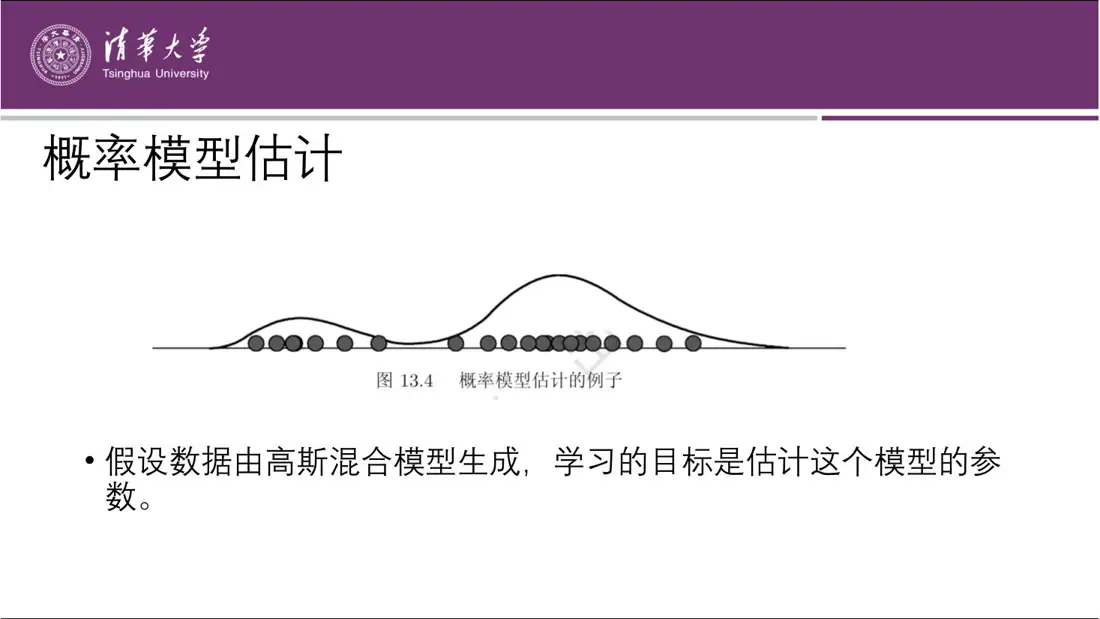 清华大学
Tsinghua University
概率模型估计
图 13.4 概率模型估计的例子
• 假设数据由高斯混合模型生成，学习的目标是估计这个模型的参
数。